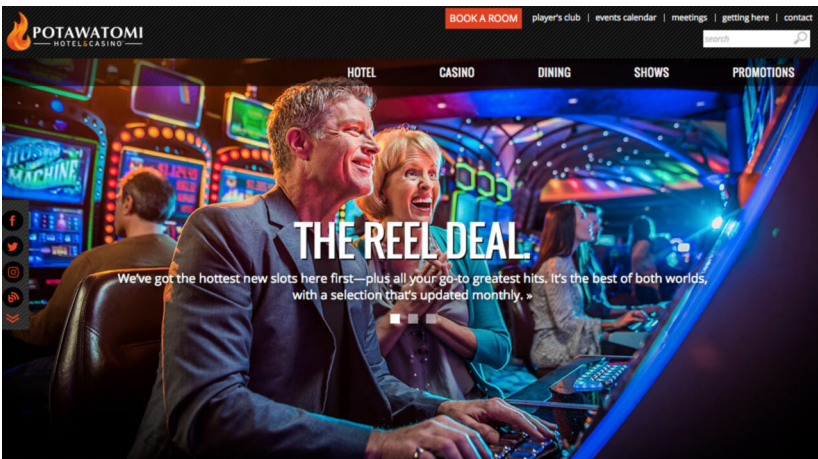 POTAWATOMI
HOTEL & CASINO
BOOK A ROOM
player's club | events calendar | meetings | getting here | contact
search
HOTEL CASINO DINING SHOWS PROMOTIONS
MACHINE
THE REEL DEAL.
We've got the hottest new slots here first—plus all your go-to greatest hits. It's the best of both worlds,
with a selection that's updated monthly. »